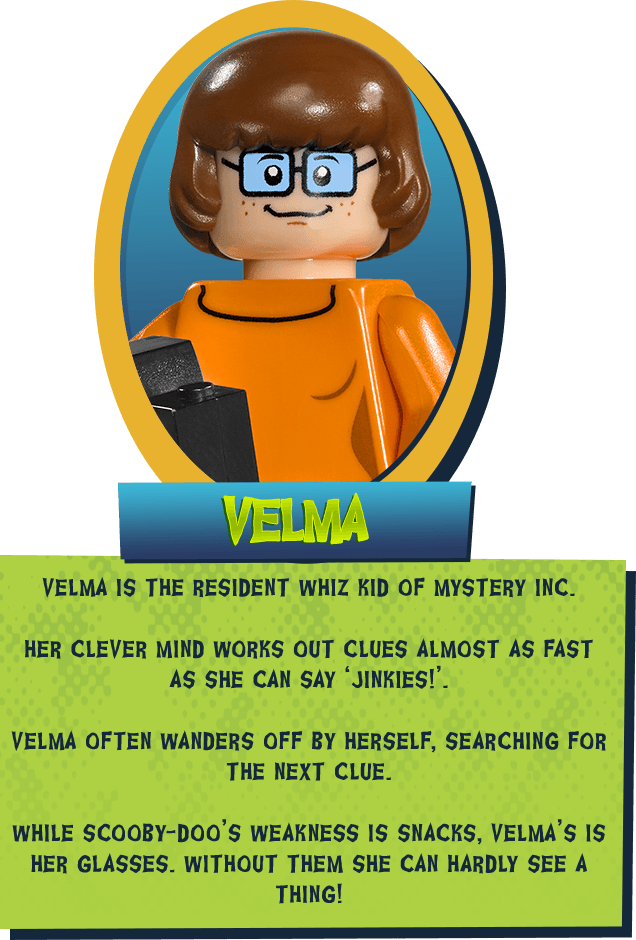 VELMA
VELMA IS THE RESIDENT WHIZ KID OF MYSTERY INC.
HER CLEVER MIND WORKS OUT CLUES ALMOST AS FAST
AS SHE CAN SAY ‘JINKIES!’.
VELMA OFTEN WANDERS OFF BY HERSELF, SEARCHING FOR
THE NEXT CLUE.
WHILE SCOOBY-DOO’S WEAKNESS IS SNACKS, VELMA’S IS
HER GLASSES. WITHOUT THEM SHE CAN HARDLY SEE A
THING!